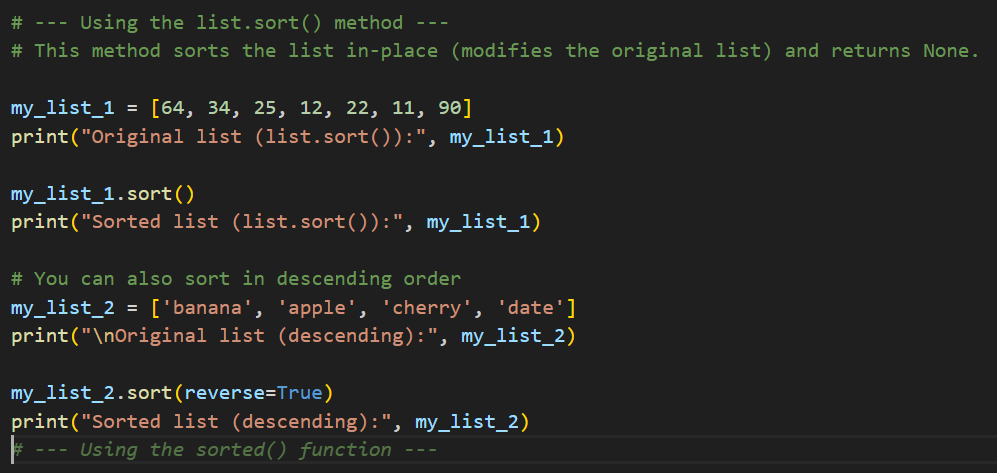 # --- Using the list.sort() method ---
# This method sorts the list in-place (modifies the original list) and returns None.
my_list_1 = [64, 34, 25, 12, 22, 11, 90]
print("Original list (list.sort()):", my_list_1)
my_list_1.sort()
print("Sorted list (list.sort()):", my_list_1)
# You can also sort in descending order
my_list_2 = ['banana', 'apple', 'cherry', 'date']
print("\nOriginal list (descending):", my_list_2)
my_list_2.sort(reverse=True)
print("Sorted list (descending):", my_list_2)
# --- Using the sorted() function ---